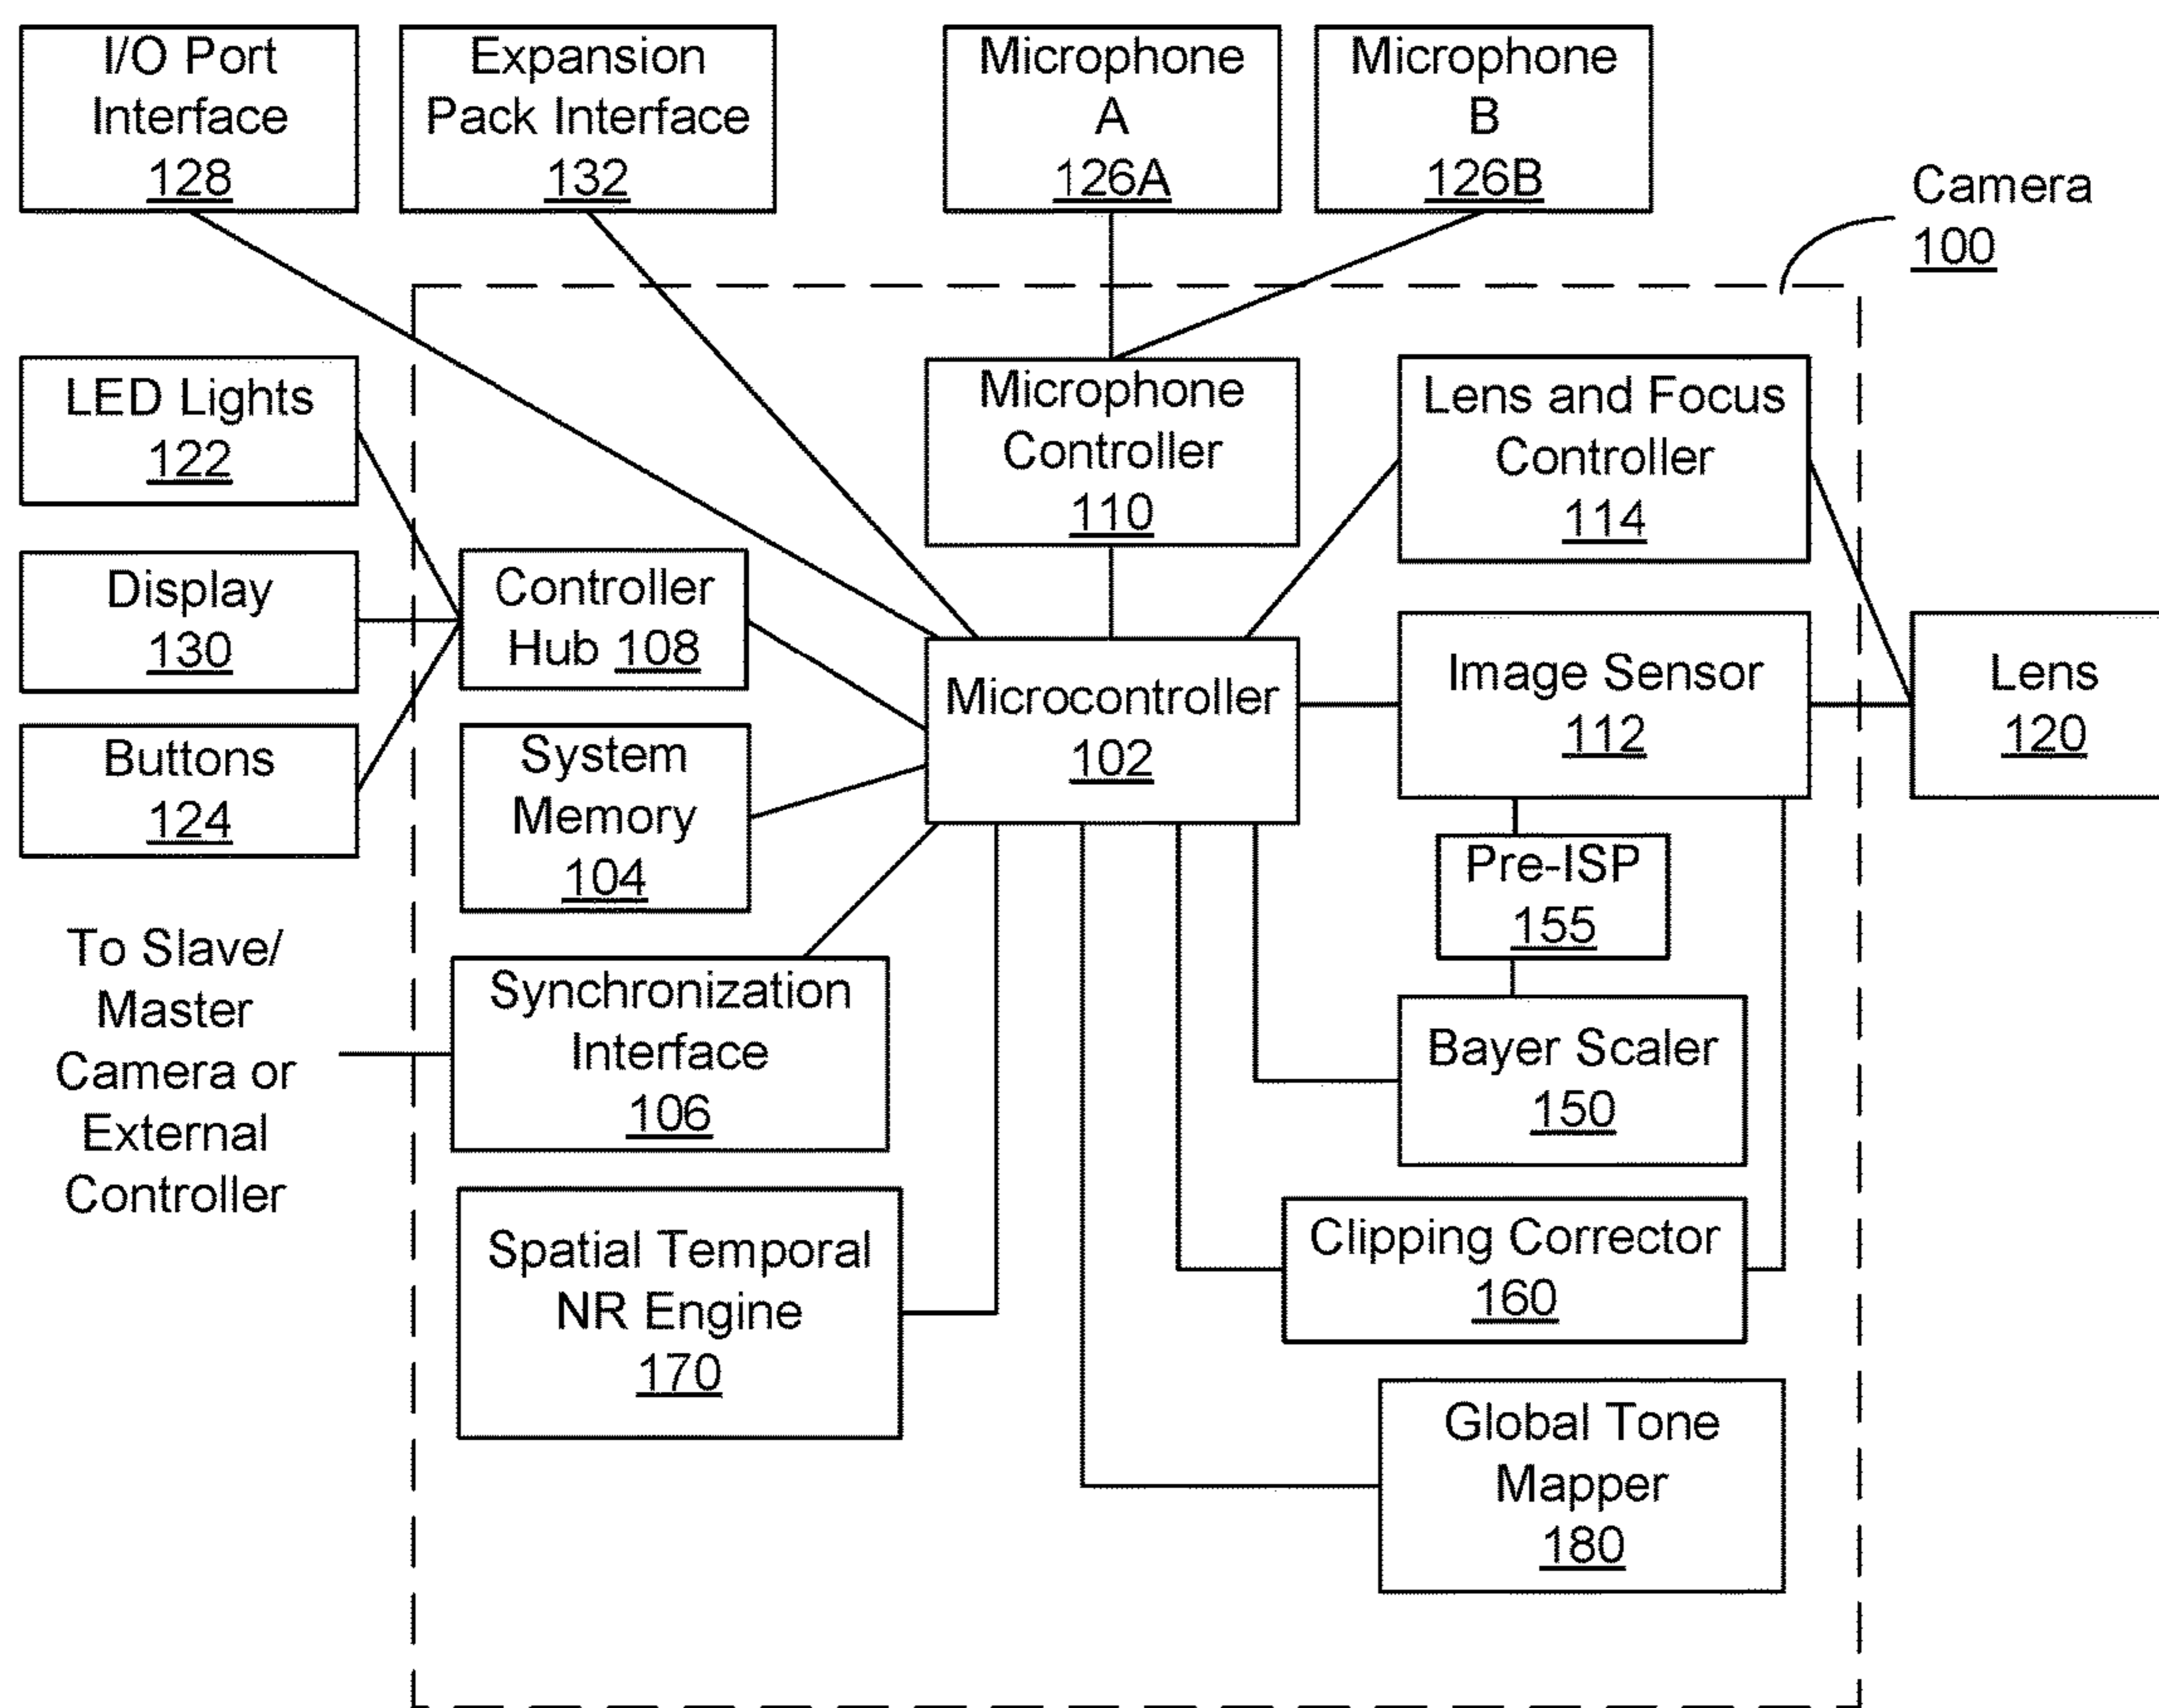 I/O Port
Interface
128
Expansion
Pack Interface
132
Microphone
A
126A
Microphone
B
126B
Camera
100
LED Lights
122
Microphone
Controller
110
Lens and Focus
Controller
114
Display
130
Controller
Hub 108
Microcontroller
102
Image Sensor
112
Lens
120
Buttons
124
System
Memory
104
Pre-ISP
155
To Slave/
Master
Camera or
External
Controller
Synchronization
Interface
106
Bayer Scaler
150
Spatial Temporal
NR Engine
170
Clipping Corrector
160
Global Tone
Mapper
180